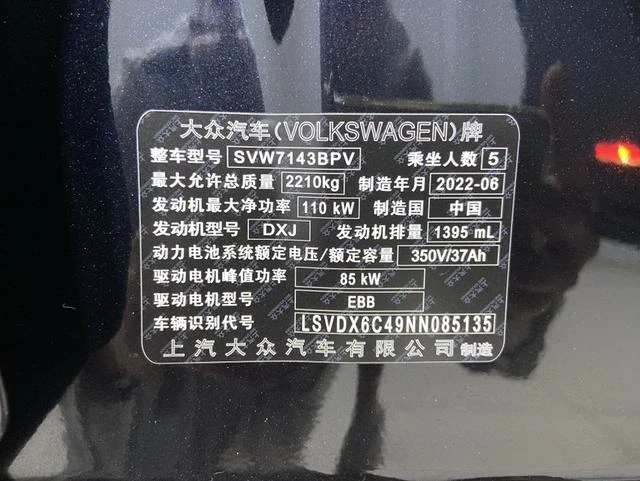 大众汽车(VOLKSWAGEN)牌
整车型号 SVW7143BPV 乘坐人数 5
最大允许总质量 2210kg 制造年月 2022-06
发动机最大净功率 110 kW 制造国 中国
发动机型号 DXJ 发动机排量 1395 mL
动力电池系统额定电压/额定容量 350V/37Ah
驱动电机峰值功率 85 kW
驱动电机型号 EBB
车辆识别代号 LSVDX6C49NN085135
上汽大众汽车有限公司 制造